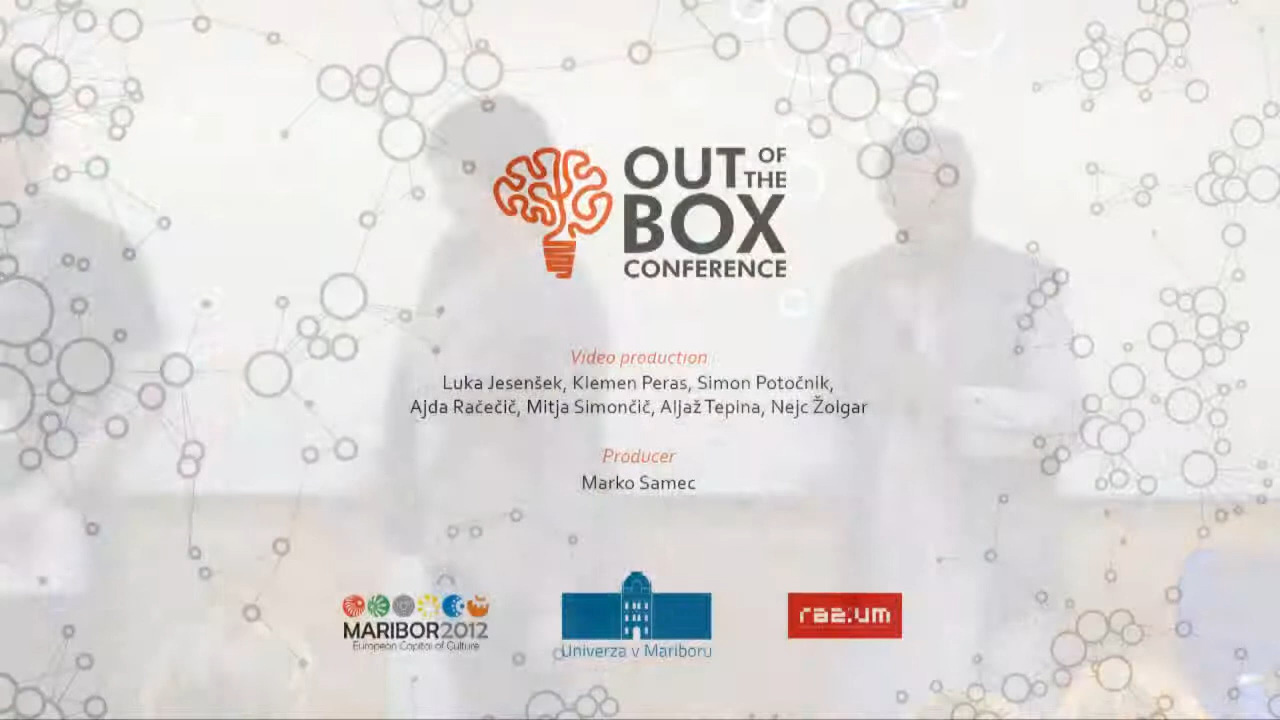 OUT OF THE
BOX
CONFERENCE
Video production
Luka Jesenšek, Klemen Peras, Simon Potočnik,
Ajda Račečič, Mitja Simončič, Aljaž Tepina, Nejc Žolgar
Producer
Marko Samec
MARIBOR2012
European Capital of Culture
Univerza v Mariboru
raz:um